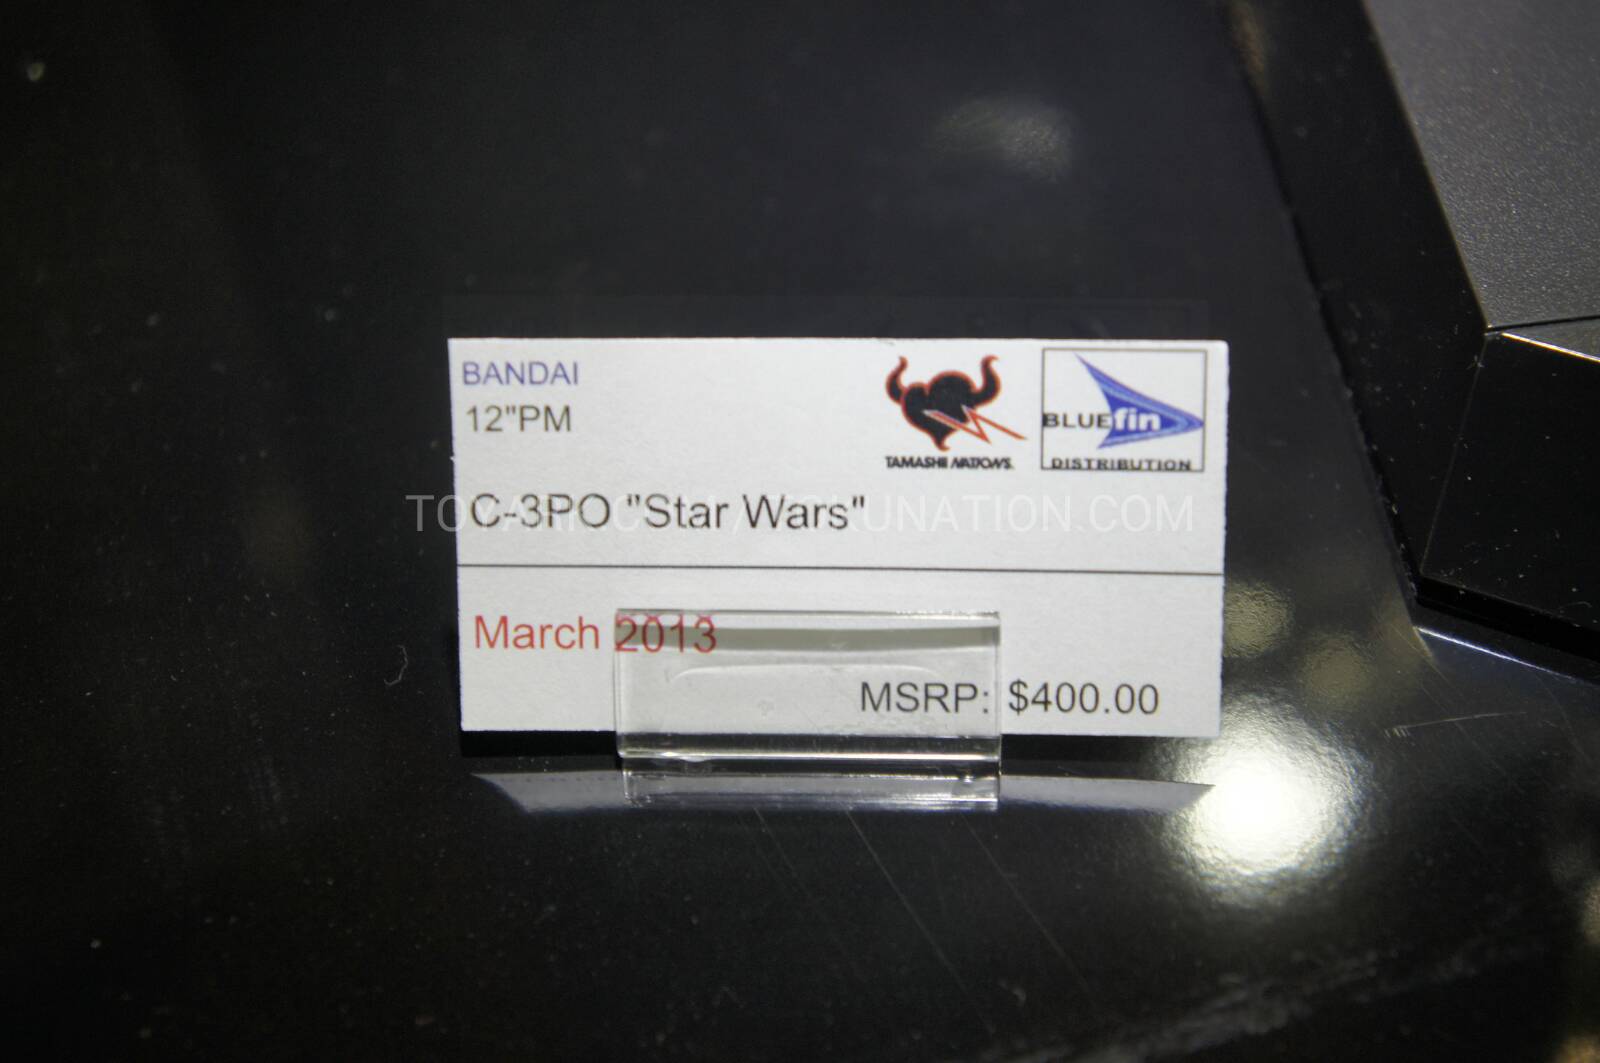 BANDAI
12"PM
TAMASHII NATIONS
BLUEfin
DISTRIBUTION
C-3PO "Star Wars"
March 2013
MSRP: $400.00